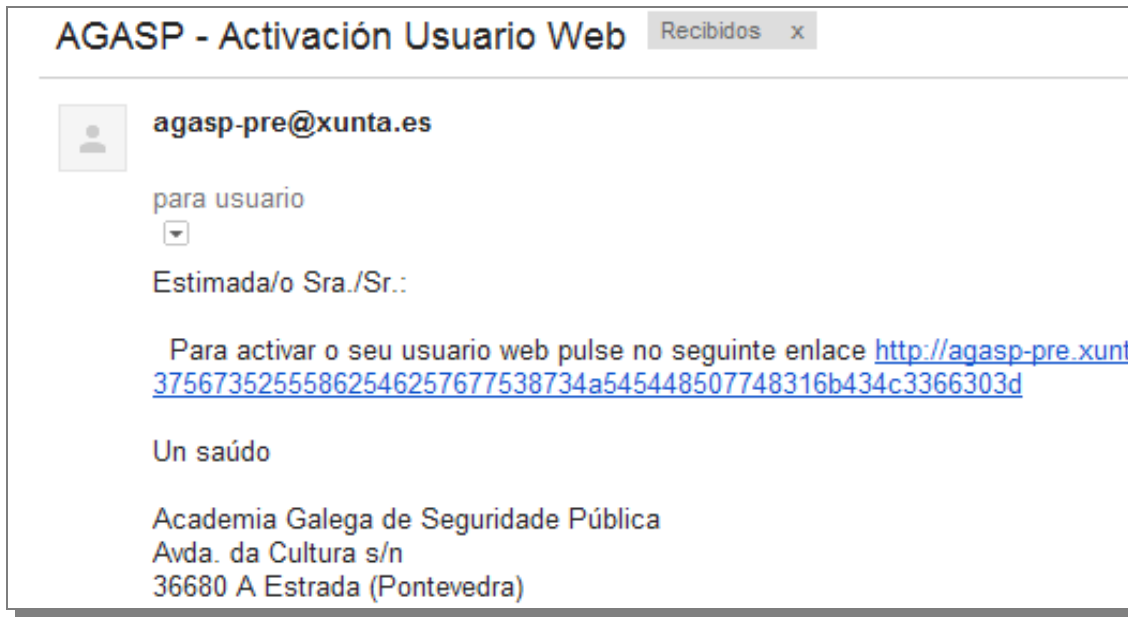 AGASP - Activación Usuario Web Recibidos x
agasp-pre@xunta.es
para usuario
Estimada/o Sra./Sr.:
Para activar o seu usuario web pulse no seguinte enlace http://agasp-pre.xunt
37567352555862546257677538734a545448507748316b434c3366303d
Un saúdo
Academia Galega de Seguridade Pública
Avda. da Cultura s/n
36680 A Estrada (Pontevedra)